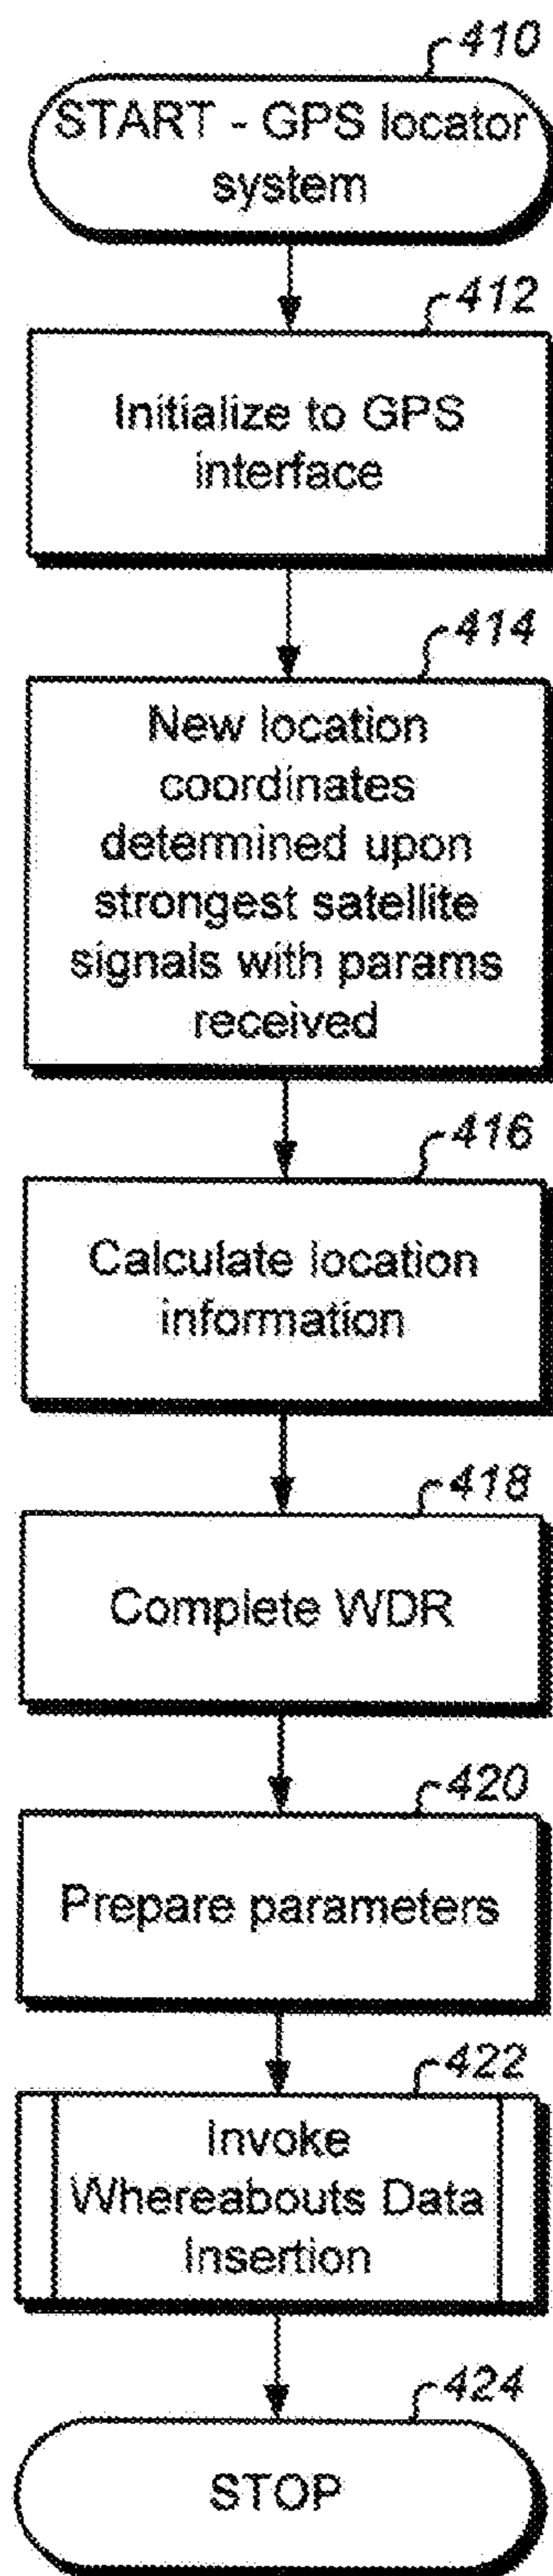 410
START - GPS locator
system
412
Initialize to GPS
interface
414
New location
coordinates
determined upon
strongest satellite
signals with params
received
416
Calculate location
information
418
Complete WDR
420
Prepare parameters
422
Invoke
Whereabouts Data
Insertion
424
STOP